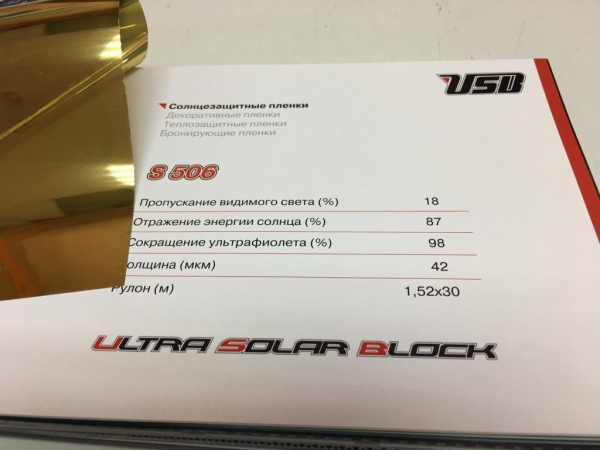 USB
Солнцезащитные пленки
Декоративные пленки
Теплозащитные пленки
Бронирующие пленки
S 506
Пропускание видимого света (%) 18
Отражение энергии солнца (%) 87
Сокращение ультрафиолета (%) 98
олщина (мкм) 42
Рулон (м) 1,52х30
ULTRA SOLAR BLOCK